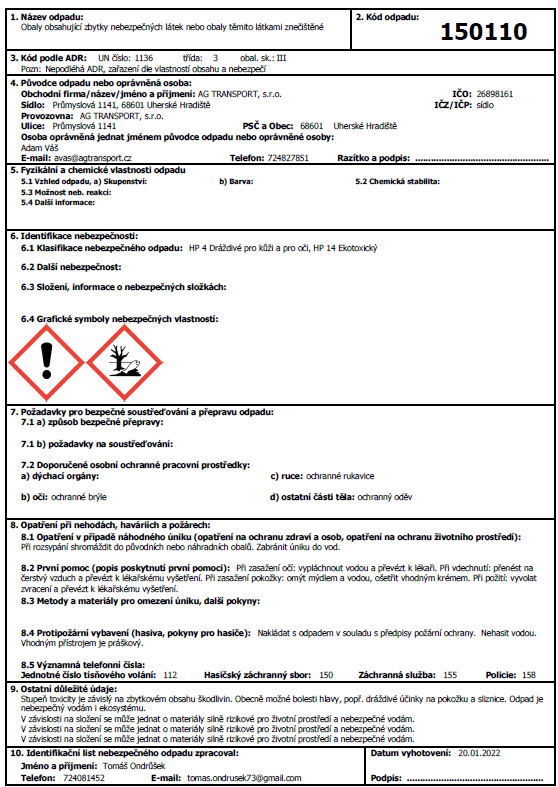 1. Název odpadu:
Obaly obsahující zbytky nebezpečných látek nebo obaly těmito látkami znečištěné
2. Kód odpadu:
150110
3. Kód podle ADR: UN číslo: 1136 třída: 3 obal. sk.: III
Pozn: Nepodléhá ADR, zařazení dle vlastností obsahu a nebezpečí
4. Původce odpadu nebo oprávněná osoba:
Obchodní firma/název/jméno a příjmení: AG TRANSPORT, s.r.o. IČO: 26898161
Sídlo: Průmyslová 1141, 68601 Uherské Hradiště IČZ/IČP: sídlo
Provozovna: AG TRANSPORT, s.r.o.
Ulice: Průmyslová 1141 PSČ a Obec: 68601 Uherské Hradiště
Osoba oprávněná jednat jménem původce odpadu nebo oprávněné osoby:
Adam Váš
E-mail: avas@agtransport.cz Telefon: 724827851 Razítko a podpis: ......................................................
5. Fyzikální a chemické vlastnosti odpadu
5.1 Vzhled odpadu, a) Skupenství: b) Barva: 5.2 Chemická stabilita:
5.3 Možnost neb. reakcí:
5.4 Další informace:
6. Identifikace nebezpečnosti:
6.1 Klasifikace nebezpečného odpadu: HP 4 Dráždivé pro kůži a pro oči, HP 14 Ekotoxický
6.2 Další nebezpečnost:
6.3 Složení, informace o nebezpečných složkách:
6.4 Grafické symboly nebezpečných vlastností:
7. Požadavky pro bezpečné soustřeďování a přepravu odpadu:
7.1 a) způsob bezpečné přepravy:
7.1 b) požadavky na soustřeďování:
7.2 Doporučené osobní ochranné pracovní prostředky:
a) dýchací orgány: c) ruce: ochranné rukavice
b) oči: ochranné brýle d) ostatní části těla: ochranný oděv
8. Opatření při nehodách, haváriích a požárech:
8.1 Opatření v případě náhodného úniku (opatření na ochranu zdraví a osob, opatření na ochranu životního prostředí):
Při rozsypání shromáždit do původních nebo náhradních obalů. Zabránit úniku do vod.
8.2 První pomoc (popis poskytnutí první pomoci): Při zasažení očí: vypláchnout vodou a převézt k lékaři. Při vdechnutí: přenést na
čerstvý vzduch a převézt k lékařskému vyšetření. Při zasažení pokožky: omýt mýdlem a vodou, ošetřit vhodným krémem. Při požití: vyvolat
zvracení a převézt k lékařskému vyšetření.
8.3 Metody a materiály pro omezení úniku, další pokyny:
8.4 Protipožární vybavení (hasiva, pokyny pro hasiče): Nakládat s odpadem v souladu s předpisy požární ochrany. Nehasit vodou.
Vhodným přístrojem je práškový.
8.5 Významná telefonní čísla:
Jednotné číslo tísňového volání: 112 Hasičský záchranný sbor: 150 Záchranná služba: 155 Policie: 158
9. Ostatní důležité údaje:
Stupeň toxicity je závislý na zbytkovém obsahu škodlivin. Obecně možné bolesti hlavy, popř. dráždivé účinky na pokožku a sliznice. Odpad je
nebezpečný vodám i ekosystému.
V závislosti na složení se může jednat o materiály silně rizikové pro životní prostředí a nebezpečné vodám.
V závislosti na složení se může jednat o materiály silně rizikové pro životní prostředí a nebezpečné vodám.
V závislosti na složení se může jednat o materiály silně rizikové pro životní prostředí a nebezpečné vodám.
10. Identifikační list nebezpečného odpadu zpracoval: Datum vyhotovení: 20.01.2022
Jméno a příjmení: Tomáš Ondrůšek
Telefon: 724081452 E-mail: tomas.ondrusek73@gmail.com Podpis: ......................................................